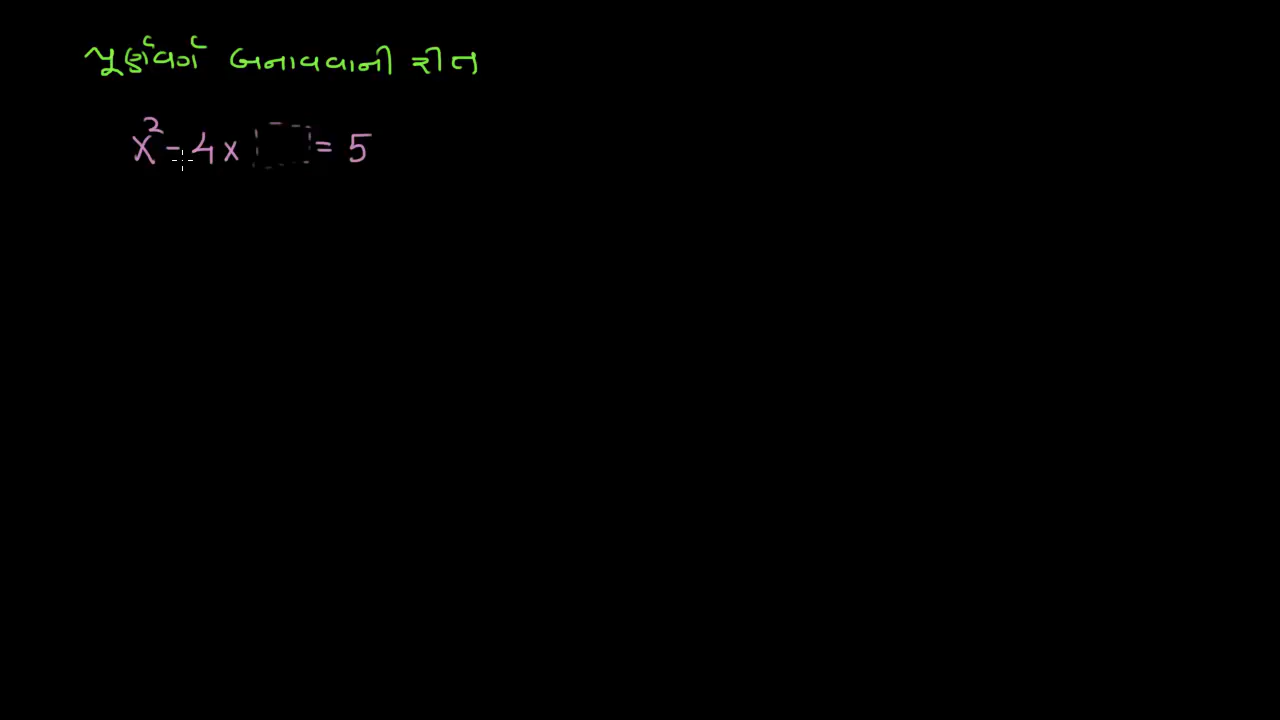 પૂર્ણવર્ગ બનાવવાની રીત
x² - 4x = 5